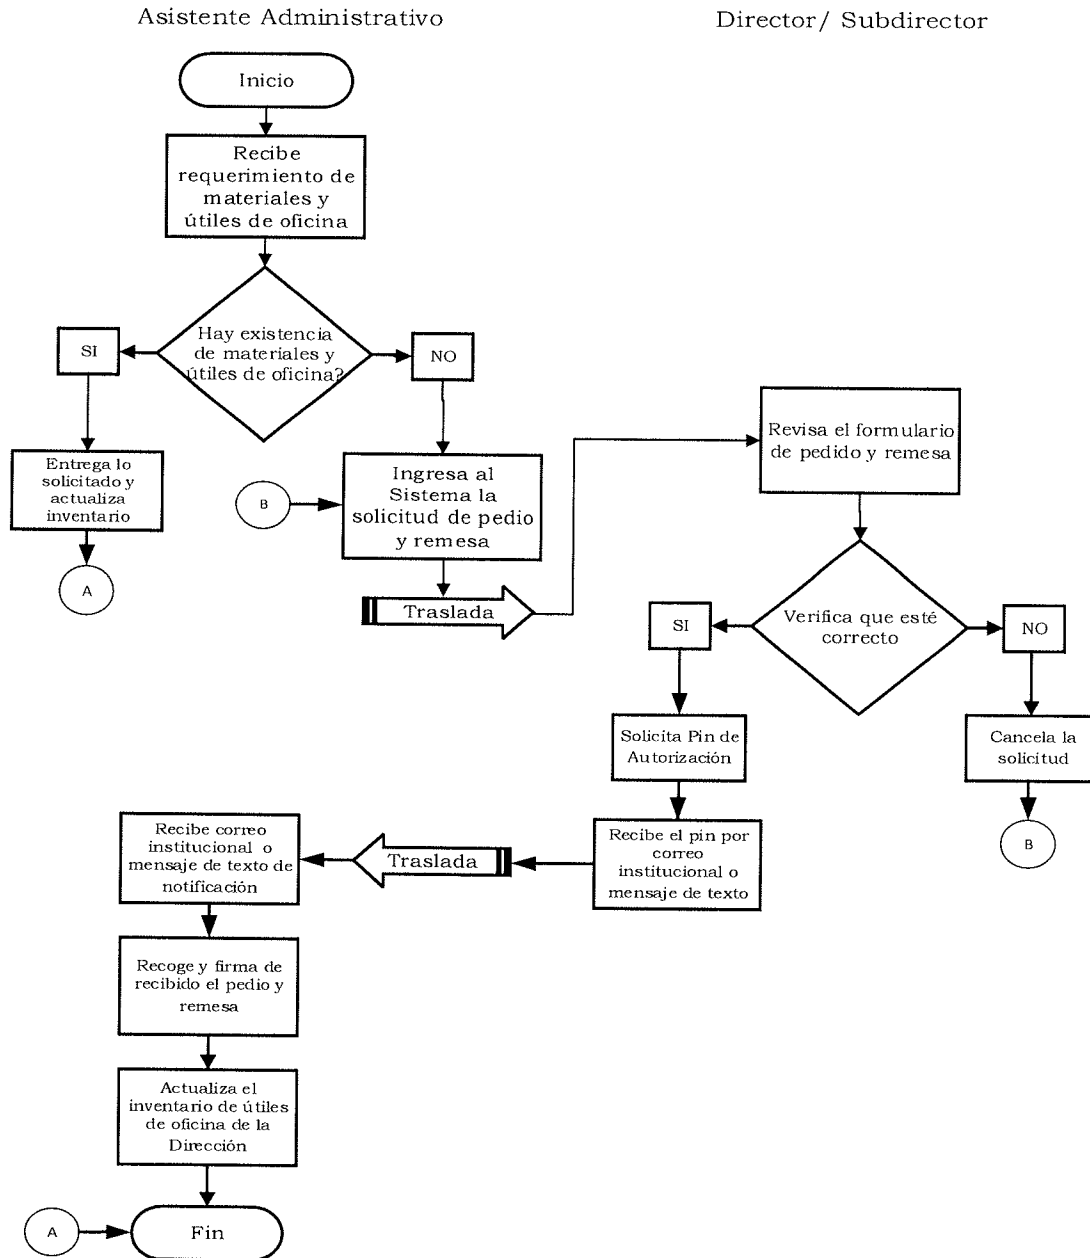 Asistente Administrativo
Director/ Subdirector
Inicio
Recibe
requerimiento de
materiales y
útiles de oficina
Hay existencia
de materiales y
útiles de oficina?
SI
NO
Entrega lo
solicitado y
actualiza
inventario
A
B
Ingresa al
Sistema la
solicitud de pedio
y remesa
Traslada
Revisa el formulario
de pedido y remesa
Verifica que esté
correcto
SI
NO
Solicita Pin de
Autorización
Cancela la
solicitud
B
Recibe el pin por
correo
institucional o
mensaje de texto
Traslada
Recibe correo
institucional o
mensaje de texto de
notificación
Recoge y firma de
recibido el pedio y
remesa
Actualiza el
inventario de útiles
de oficina de la
Dirección
A
Fin